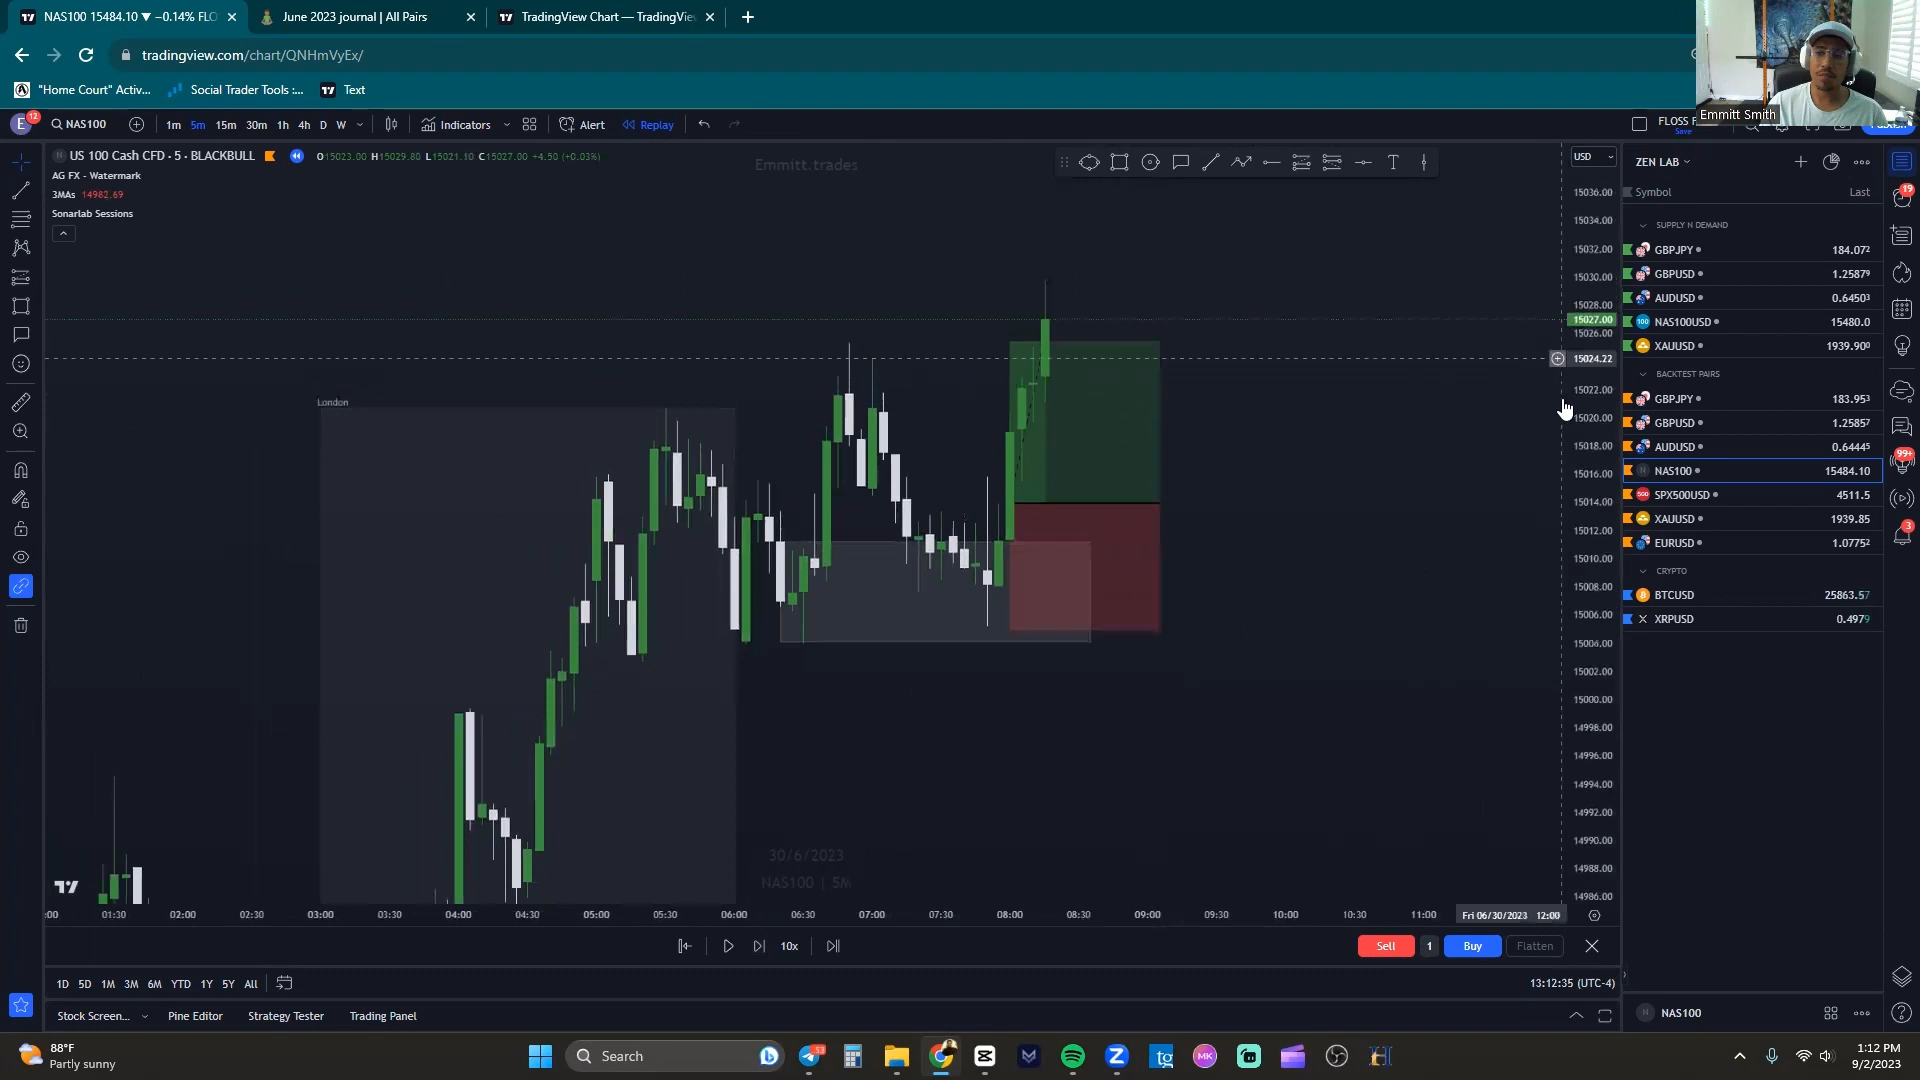 NAS100 15484.10 ▼ −0.14% FLO
June 2023 journal | All Pairs
TradingView Chart — TradingVie
tradingview.com/chart/QNHmVyEx/
"Home Court" Activ...
Social Trader Tools :...
Text
Emmitt Smith
E 12
NAS100
1m 5m 15m 30m 1h 4h D W
Indicators
Alert
Replay
Save
US 100 Cash CFD · 5 · BLACKBULL
O15023.00 H15029.80 L15021.10 C15027.00 +4.50 (+0.03%)
AG FX - Watermark
3MAs 14982.69
Sonarlab Sessions
Emmitt.trades
London
30/6/2023
NAS100 | 5M
USD
15036.00
15034.00
15032.00
15030.00
15028.00
15027.00
15026.00
15024.22
15022.00
15020.00
15018.00
15016.00
15014.00
15012.00
15010.00
15008.00
15006.00
15004.00
15002.00
15000.00
14998.00
14996.00
14994.00
14992.00
14990.00
14988.00
14986.00
:00 01:30 02:00 02:30 03:00 03:30 04:00 04:30 05:00 05:30 06:00 06:30 07:00 07:30 08:00 08:30 09:00 09:30 10:00 10:30 11:00 Fri 06/30/2023 12:00
10x
Sell 1 Buy Flatten
1D 5D 1M 3M 6M YTD 1Y 5Y All
13:12:35 (UTC-4)
Stock Screen... Pine Editor Strategy Tester Trading Panel
ZEN LAB
Symbol Last
SUPPLY N DEMAND
GBPJPY 184.072
GBPUSD 1.25879
AUDUSD 0.64503
NAS100USD 15480.0
XAUUSD 1939.900
BACKTEST PAIRS
GBPJPY 183.953
GBPUSD 1.25857
AUDUSD 0.64445
NAS100 15484.10
SPX500USD 4511.5
XAUUSD 1939.85
EURUSD 1.07752
CRYPTO
BTCUSD 25863.57
XRPUSD 0.4979
NAS100
19
99+
3
88°F
Partly sunny
Search
53
tg
MK
1:12 PM
9/2/2023